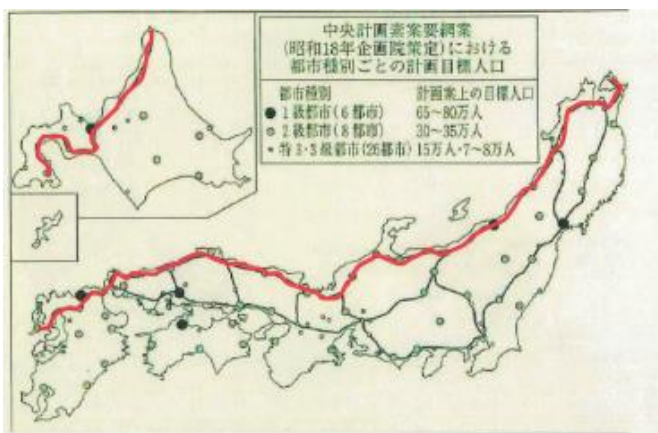 中央計画素案要綱案
(昭和18年企画院策定)における
都市種別ごとの計画目標人口
都市種別 計画案上の目標人口
●1級都市(6都市) 65~80万人
◎2級都市(8都市) 30~35万人
•特3・3級都市(26都市) 15万人・7~8万人